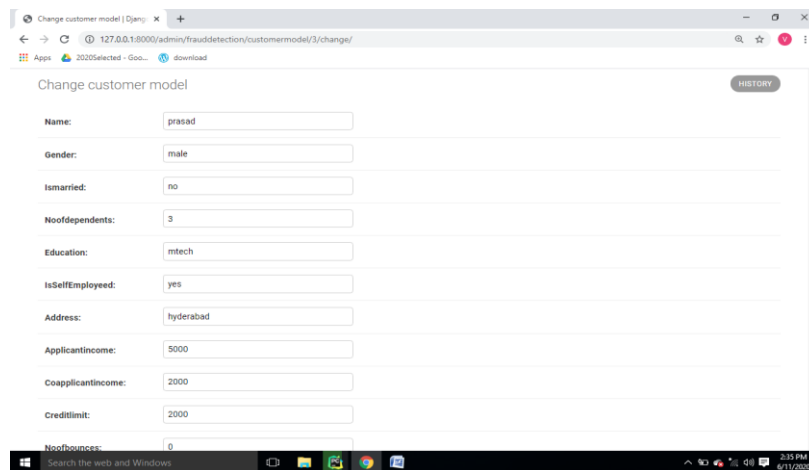 Change customer model | Djang
127.0.0.1:8000/admin/frauddetection/customermodel/3/change/
V
Apps 2020Selected - Goo... download
Change customer model HISTORY
Name: prasad
Gender: male
Ismarried: no
Noofdependents: 3
Education: mtech
IsSelfEmployeed: yes
Address: hyderabad
Applicantincome: 5000
Coapplicantincome: 2000
Creditlimit: 2000
Noofbounces: 0
Search the web and Windows 2:35 PM